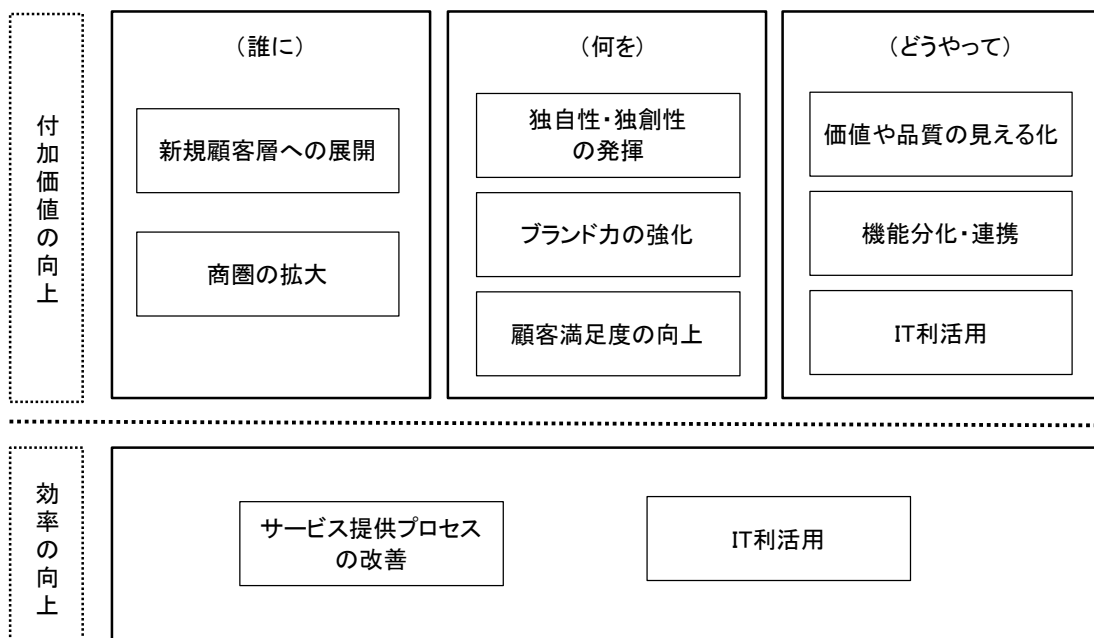 付加価値の向上
(誰に)
新規顧客層への展開
商圏の拡大
(何を)
独自性・独創性
の発揮
ブランド力の強化
顧客満足度の向上
(どうやって)
価値や品質の見える化
機能分化・連携
IT利活用
効率の向上
サービス提供プロセス
の改善
IT利活用